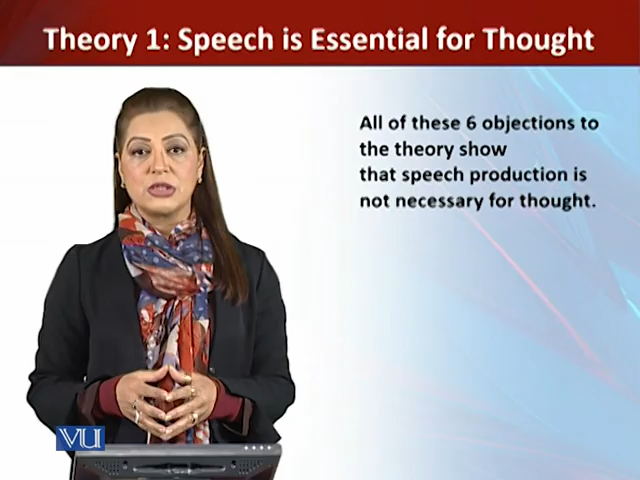 Theory 1: Speech is Essential for Thought
All of these 6 objections to
the theory show
that speech production is
not necessary for thought.
VU